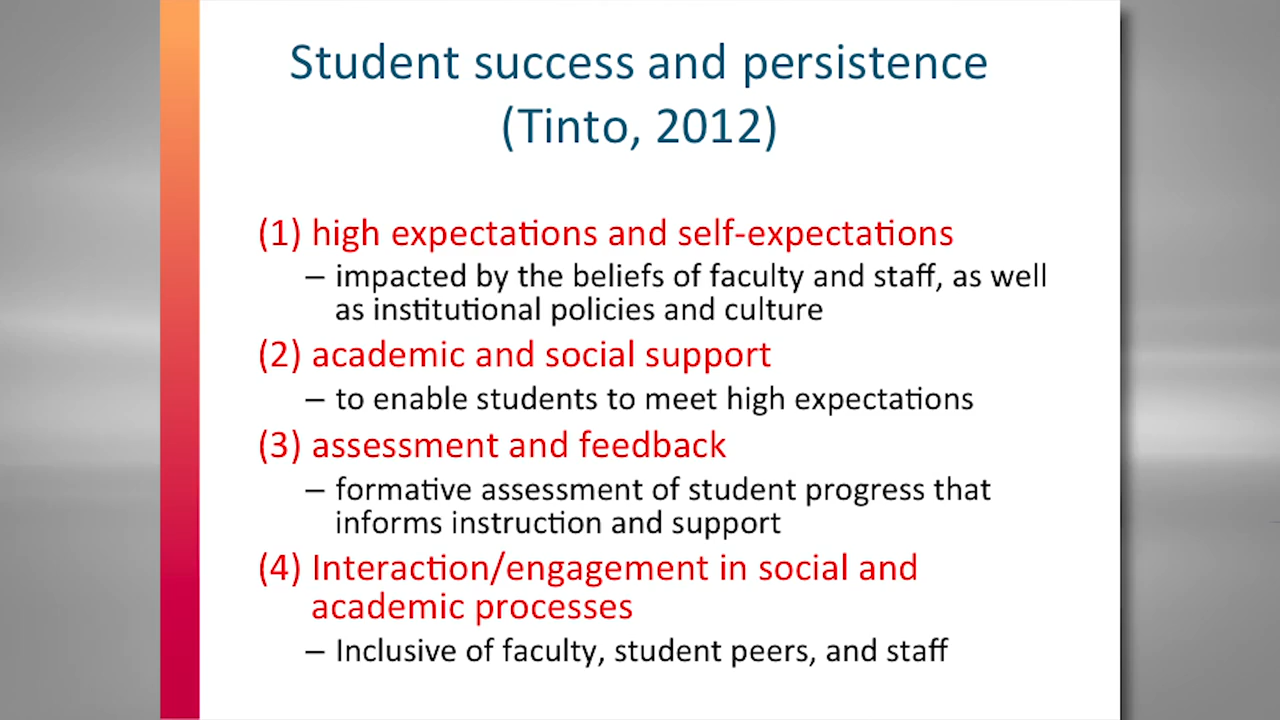 Student success and persistence
(Tinto, 2012)
(1) high expectations and self-expectations
– impacted by the beliefs of faculty and staff, as well
as institutional policies and culture
(2) academic and social support
– to enable students to meet high expectations
(3) assessment and feedback
– formative assessment of student progress that
informs instruction and support
(4) Interaction/engagement in social and
academic processes
– Inclusive of faculty, student peers, and staff